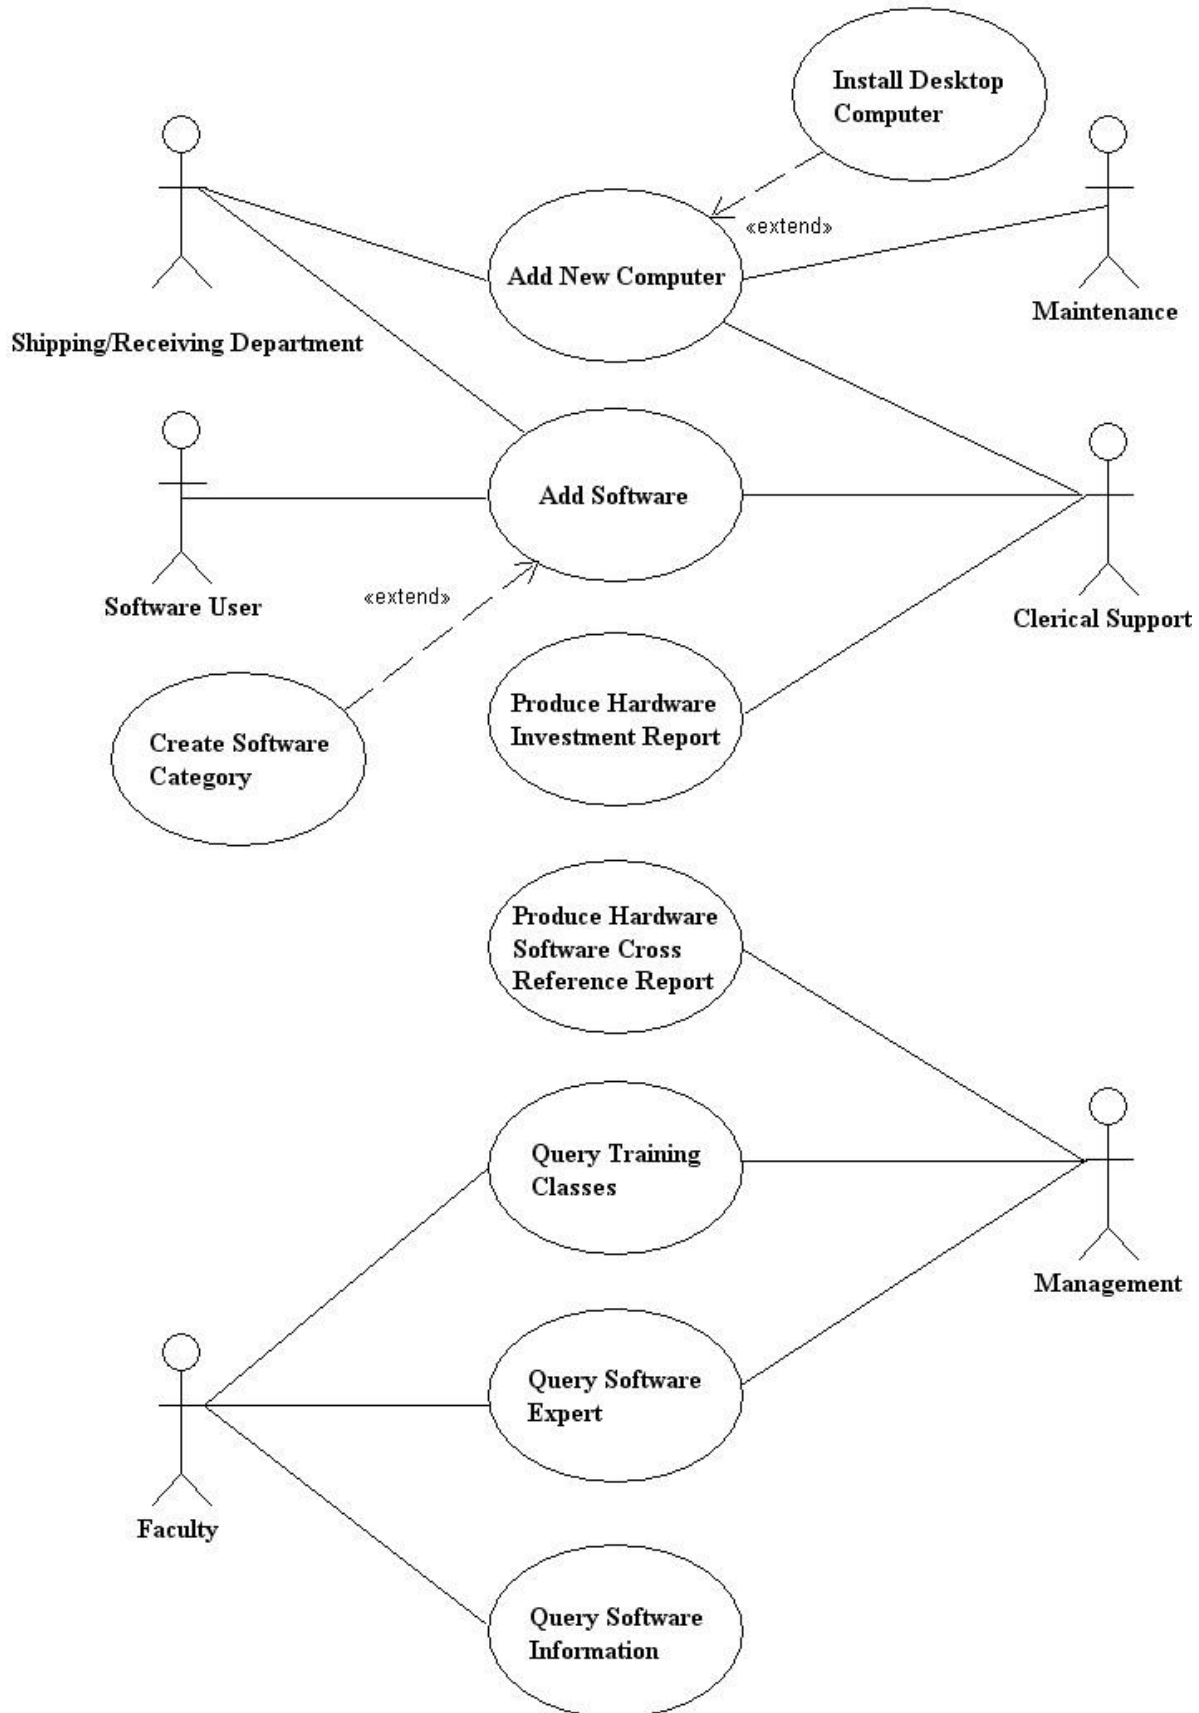 Install Desktop
Computer
«extend»
Add New Computer
Maintenance
Shipping/Receiving Department
Add Software
Software User
«extend»
Clerical Support
Produce Hardware
Investment Report
Create Software
Category
Produce Hardware
Software Cross
Reference Report
Query Training
Classes
Management
Query Software
Expert
Faculty
Query Software
Information